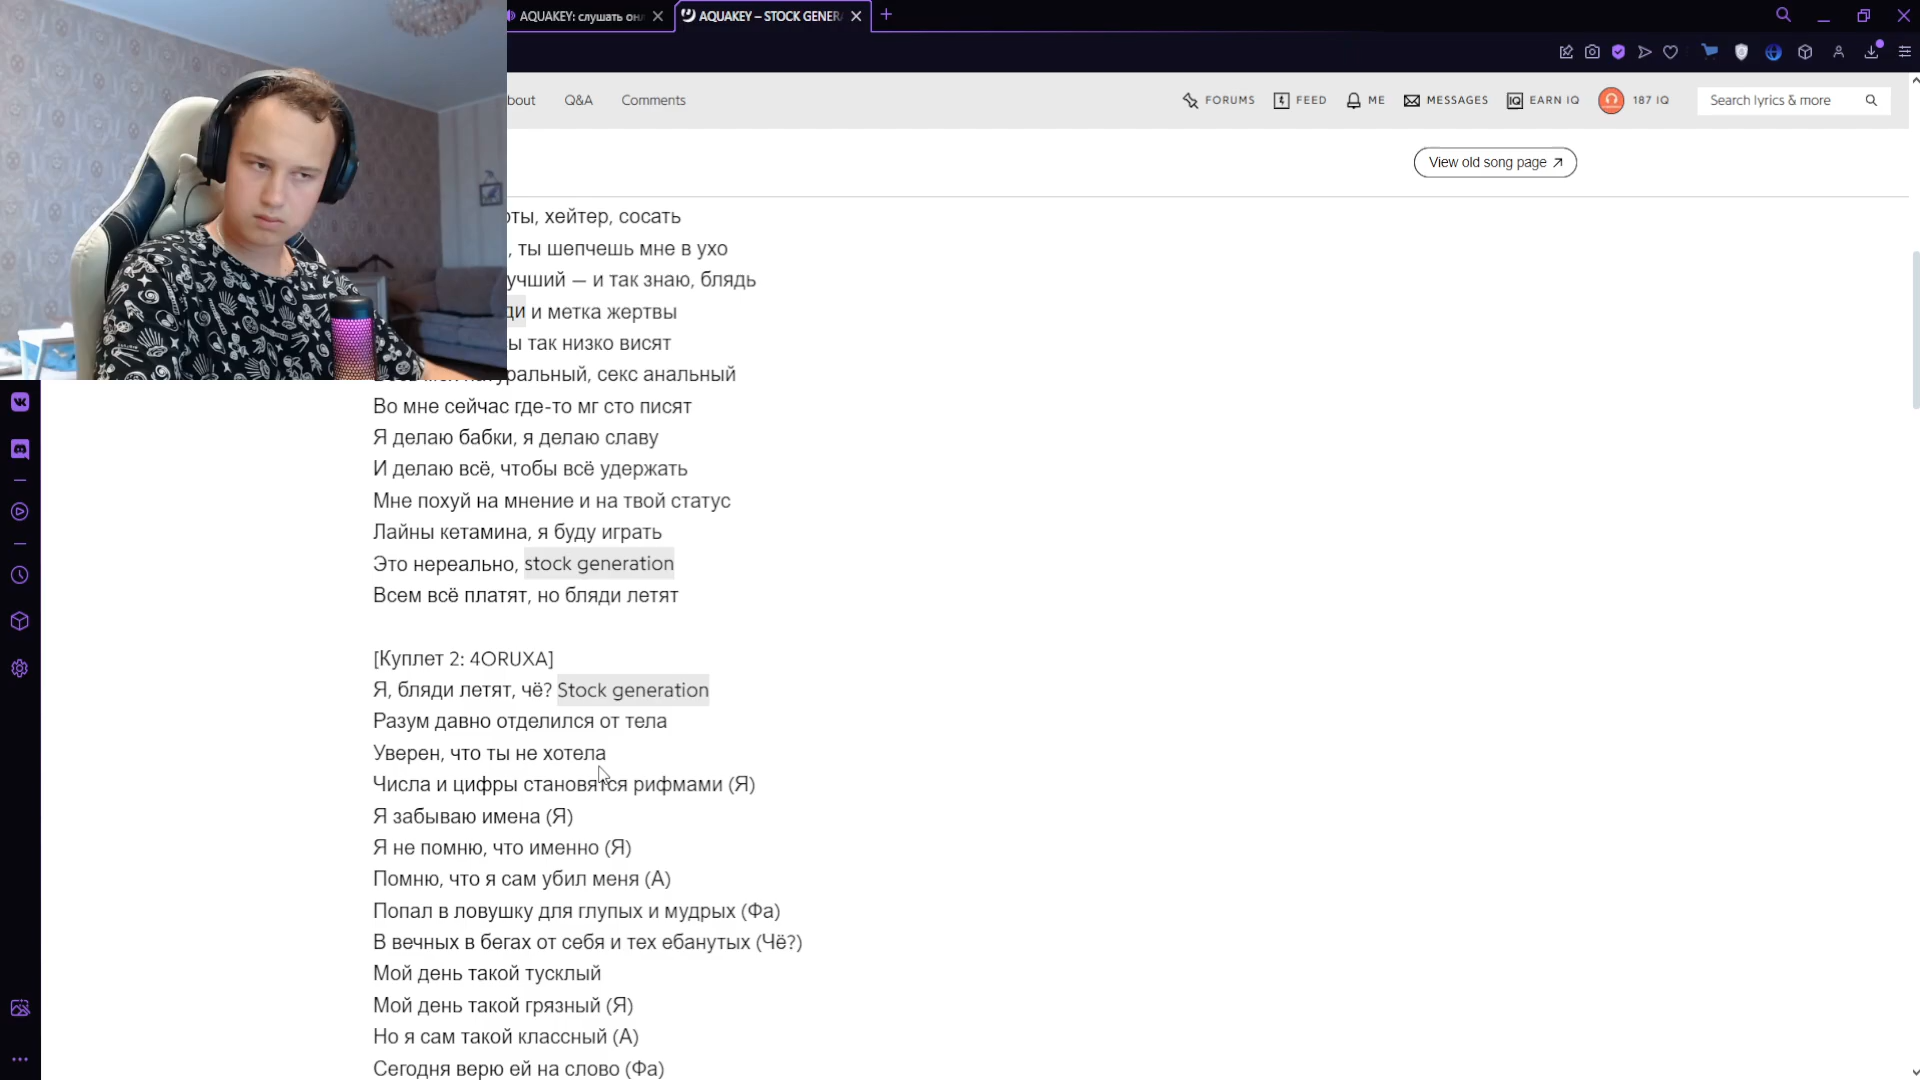 AQUAKEY: слушать онл
AQUAKEY – STOCK GENERA
bout
Q&A
Comments
FORUMS
FEED
ME
MESSAGES
EARN IQ
187 IQ
Search lyrics & more
View old song page
оты, хейтер, сосать
, ты шепчешь мне в ухо
учший — и так знаю, блядь
ди и метка жертвы
ы так низко висят
ральный, секс анальный
Во мне сейчас где-то мг сто писят
Я делаю бабки, я делаю славу
И делаю всё, чтобы всё удержать
Мне похуй на мнение и на твой статус
Лайны кетамина, я буду играть
Это нереально, stock generation
Всем всё платят, но бляди летят
[Куплет 2: 4ORUXA]
Я, бляди летят, чё? Stock generation
Разум давно отделился от тела
Уверен, что ты не хотела
Числа и цифры становятся рифмами (Я)
Я забываю имена (Я)
Я не помню, что именно (Я)
Помню, что я сам убил меня (А)
Попал в ловушку для глупых и мудрых (Фа)
В вечных в бегах от себя и тех ебанутых (Чё?)
Мой день такой тусклый
Мой день такой грязный (Я)
Но я сам такой классный (А)
Сегодня верю ей на слово (Фа)